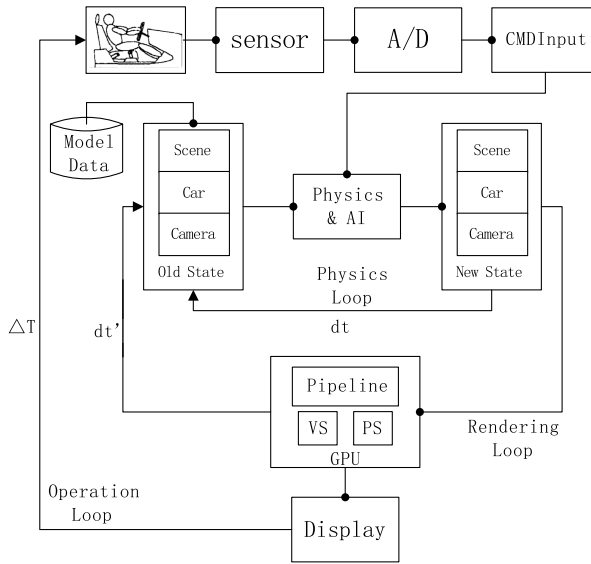 sensor
A/D
CMDInput
Model
Data
Scene
Car
Camera
Old State
Physics
& AI
Scene
Car
Camera
New State
Physics
Loop
dt
△T
dt'
Pipeline
VS
PS
GPU
Rendering
Loop
Operation
Loop
Display